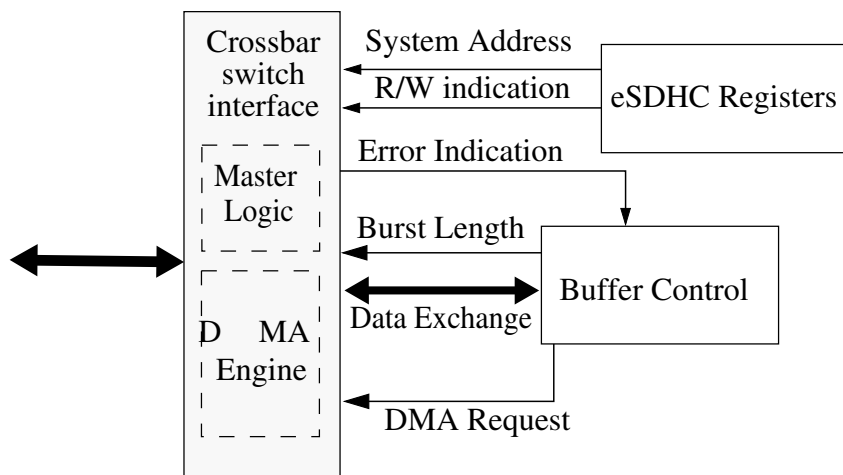 Crossbar
switch
interface
System Address
R/W indication
eSDHC Registers
Error Indication
Master
Logic
Burst Length
Buffer Control
Data Exchange
D MA
Engine
DMA Request